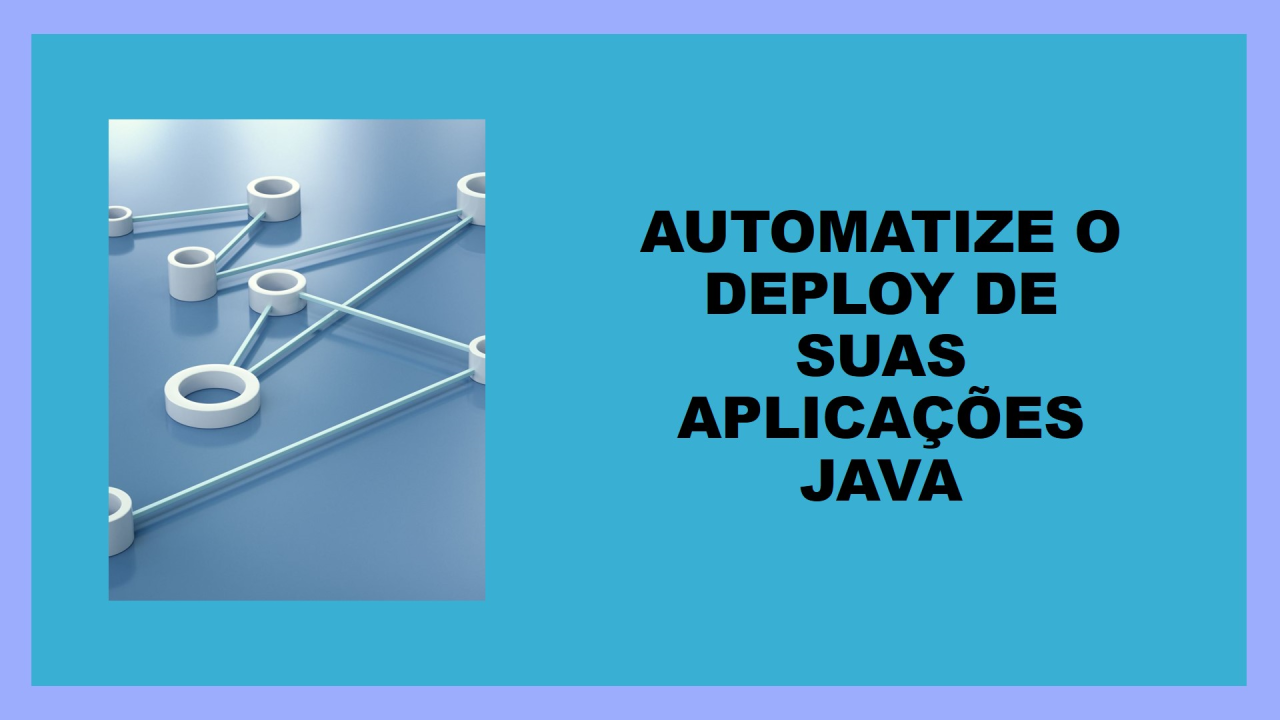 AUTOMATIZE O
DEPLOY DE
SUAS
APLICAÇÕES
JAVA